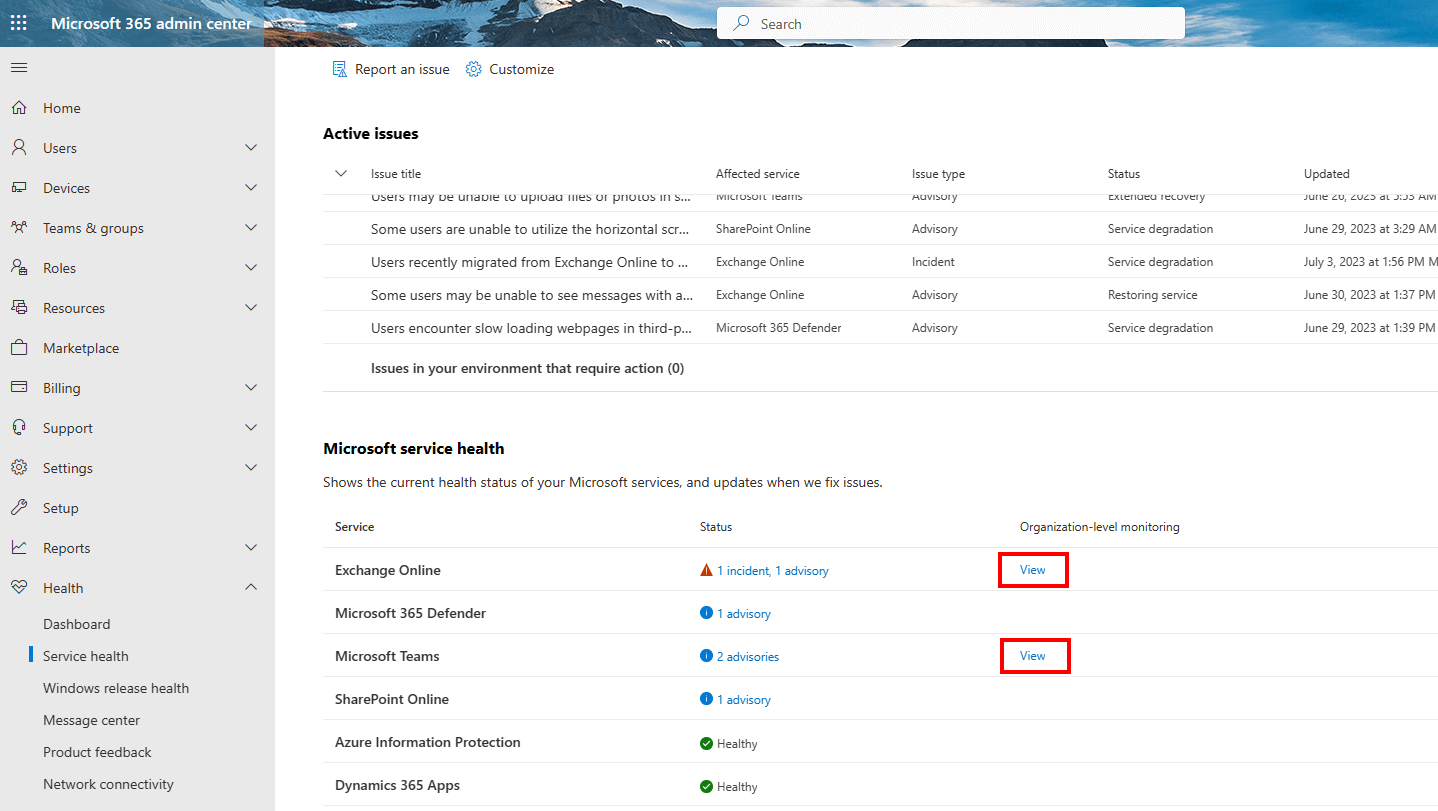 Microsoft 365 admin center
Search
Report an issue
Customize
Home
Users
Devices
Teams & groups
Roles
Resources
Marketplace
Billing
Support
Settings
Setup
Reports
Health
Dashboard
Service health
Windows release health
Message center
Product feedback
Network connectivity
Active issues
Issue title Affected service Issue type Status Updated
Users may be unable to upload files or photos in s... Microsoft Teams Advisory Extended recovery June 26, 2023 at 5:53 AM
Some users are unable to utilize the horizontal scr... SharePoint Online Advisory Service degradation June 29, 2023 at 3:29 AM
Users recently migrated from Exchange Online to ... Exchange Online Incident Service degradation July 3, 2023 at 1:56 PM M
Some users may be unable to see messages with a... Exchange Online Advisory Restoring service June 30, 2023 at 1:37 PM
Users encounter slow loading webpages in third-p... Microsoft 365 Defender Advisory Service degradation June 29, 2023 at 1:39 PM
Issues in your environment that require action (0)
Microsoft service health
Shows the current health status of your Microsoft services, and updates when we fix issues.
Service Status Organization-level monitoring
Exchange Online 1 incident, 1 advisory View
Microsoft 365 Defender 1 advisory
Microsoft Teams 2 advisories View
SharePoint Online 1 advisory
Azure Information Protection Healthy
Dynamics 365 Apps Healthy